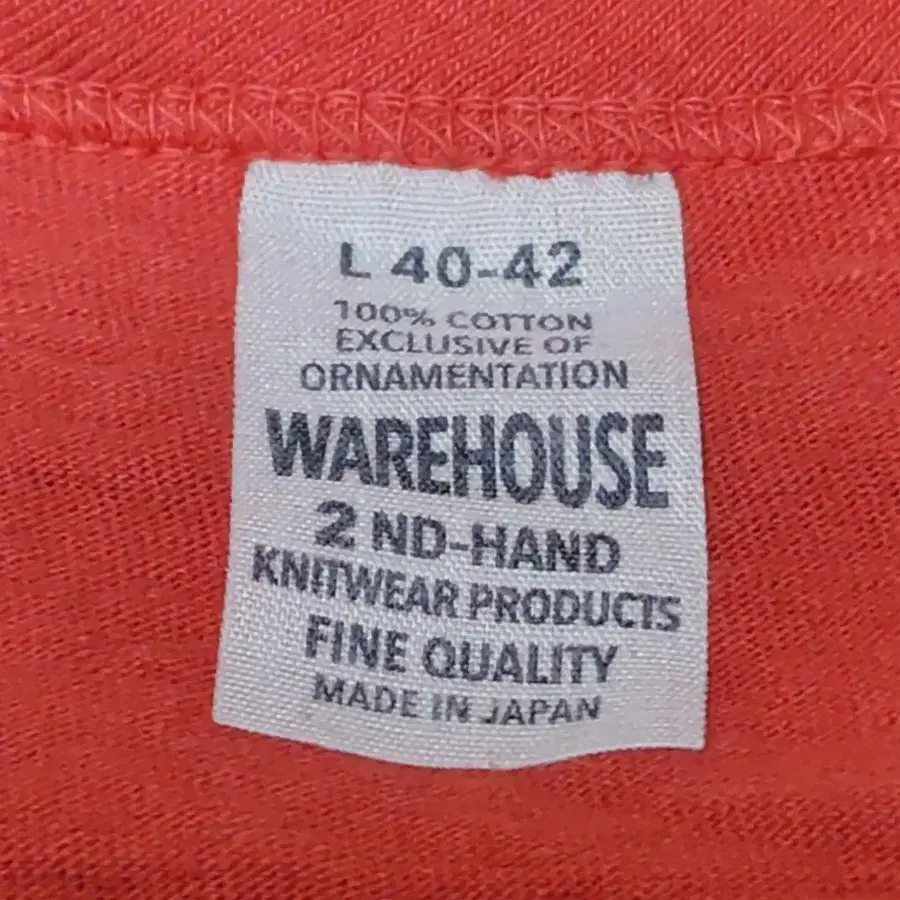 L 40-42
100% COTTON
EXCLUSIVE OF
ORNAMENTATION
WAREHOUSE
2 ND-HAND
KNITWEAR PRODUCTS
FINE QUALITY
MADE IN JAPAN